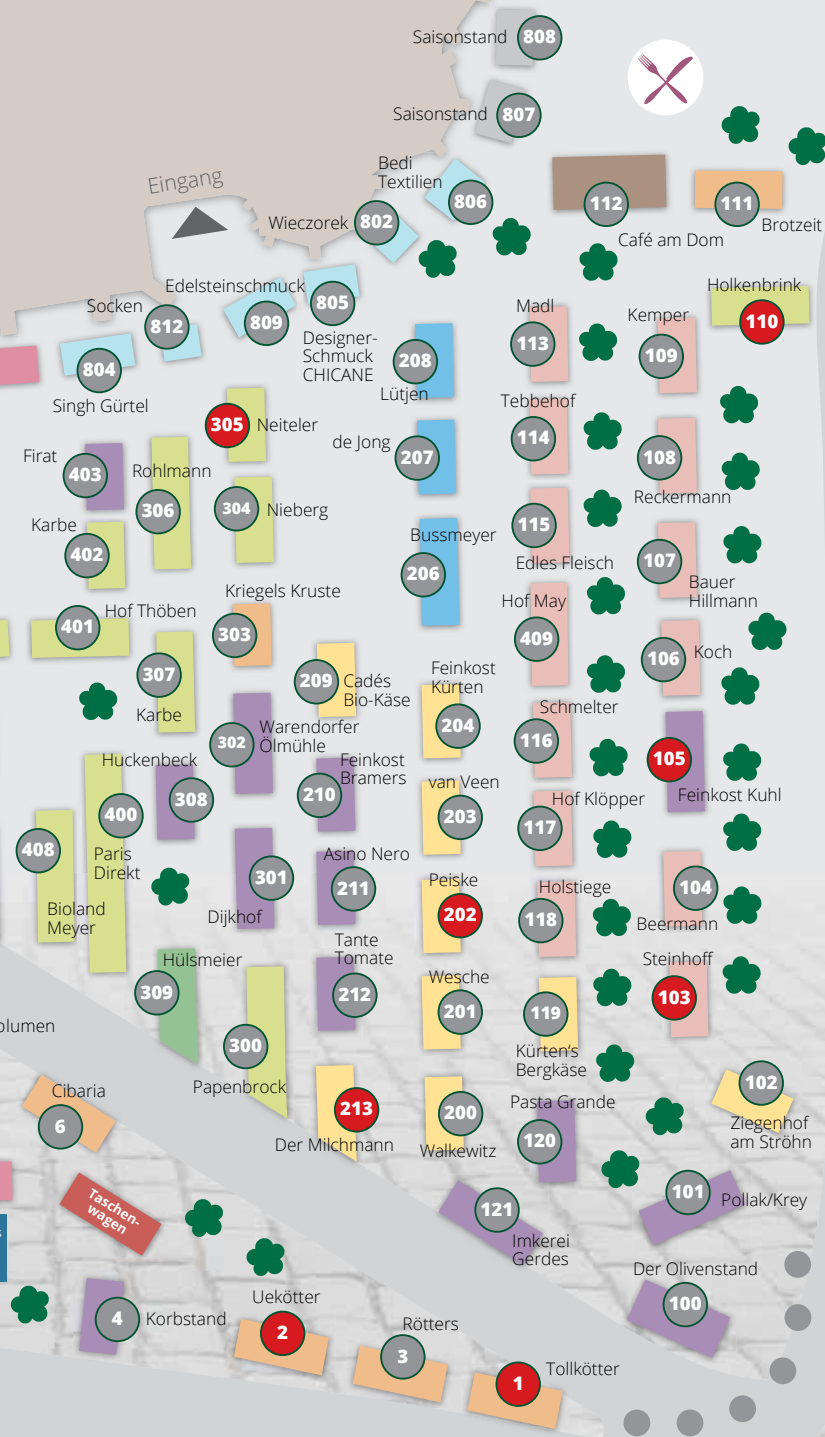 Saisonstand 808
Saisonstand 807
Eingang
Bedi
Textilien
806
Wieczorek 802
112
Café am Dom
111
Brotzeit
Edelsteinschmuck
809
805
Designer-
Schmuck
CHICANE
Socken
812
804
Singh Gürtel
Holkenbrink
110
Madl
113
Kemper
109
208
Lütjen
305 Neiteler
Tebbehof
114
de Jong 207
108
Reckermann
Firat
403
Rohlmann
306
304 Nieberg
Karbe
402
Bussmeyer
206
115
Edles Fleisch
107
Bauer
Hillmann
Kriegels Kruste
303
Hof May
409
401
Hof Thöben
106 Koch
307
Karbe
209
Cadés
Bio-Käse
Feinkost
Kürten
204
Schmelter
116
302
Warendorfer
Ölmühle
105
Feinkost Kuhl
Huckenbeck
308
Feinkost
Bramers
210
van Veen
203
Hof Klöpper
117
400
Paris
Direkt
408
Bioland
Meyer
Asino Nero
211
301
Dijkhof
Peiske
202
Holstiege
118
104
Beermann
Hülsmeier
309
Tante
Tomate
212
Wesche
201
119
Kürten's
Bergkäse
Steinhoff
103
300
Papenbrock
213
Der Milchmann
200
Walkewitz
Pasta Grande
120
102
Ziegenhof
am Ströhn
olumen
Cibaria
6
101 Pollak/Krey
121
Imkerei
Gerdes
Taschen-
wagen
Der Olivenstand
100
4 Korbstand
Uekötter
2
Rötters
3
Tollkötter
1
s